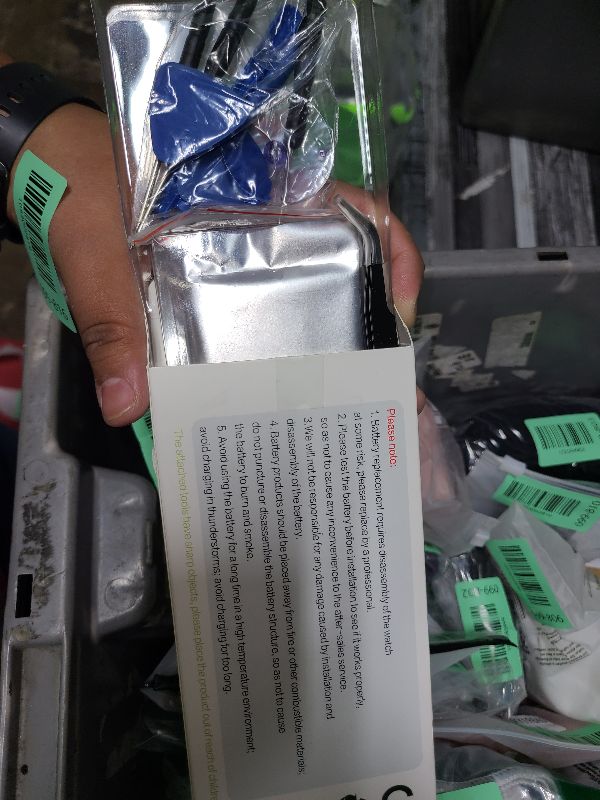 Please note:
1. Battery replacement requires disassembly of the watch
at some risk, please replace by a professional.
2. Please test the battery before installation to see if it works properly,
so as not to cause any inconvenience to the after-sales service.
3. We will not be responsible for any damage caused by installation and
disassembly of the battery.
4. Battery products should be placed away from fire or other combustible materials;
do not puncture or disassemble the battery structure, so as not to cause
the battery to burn and smoke.
5. Avoid using the battery for a long time in a high temperature environment;
avoid charging in thunderstorms; avoid charging for too long.
The attached tools have sharp objects, please place the product out of reach of childre